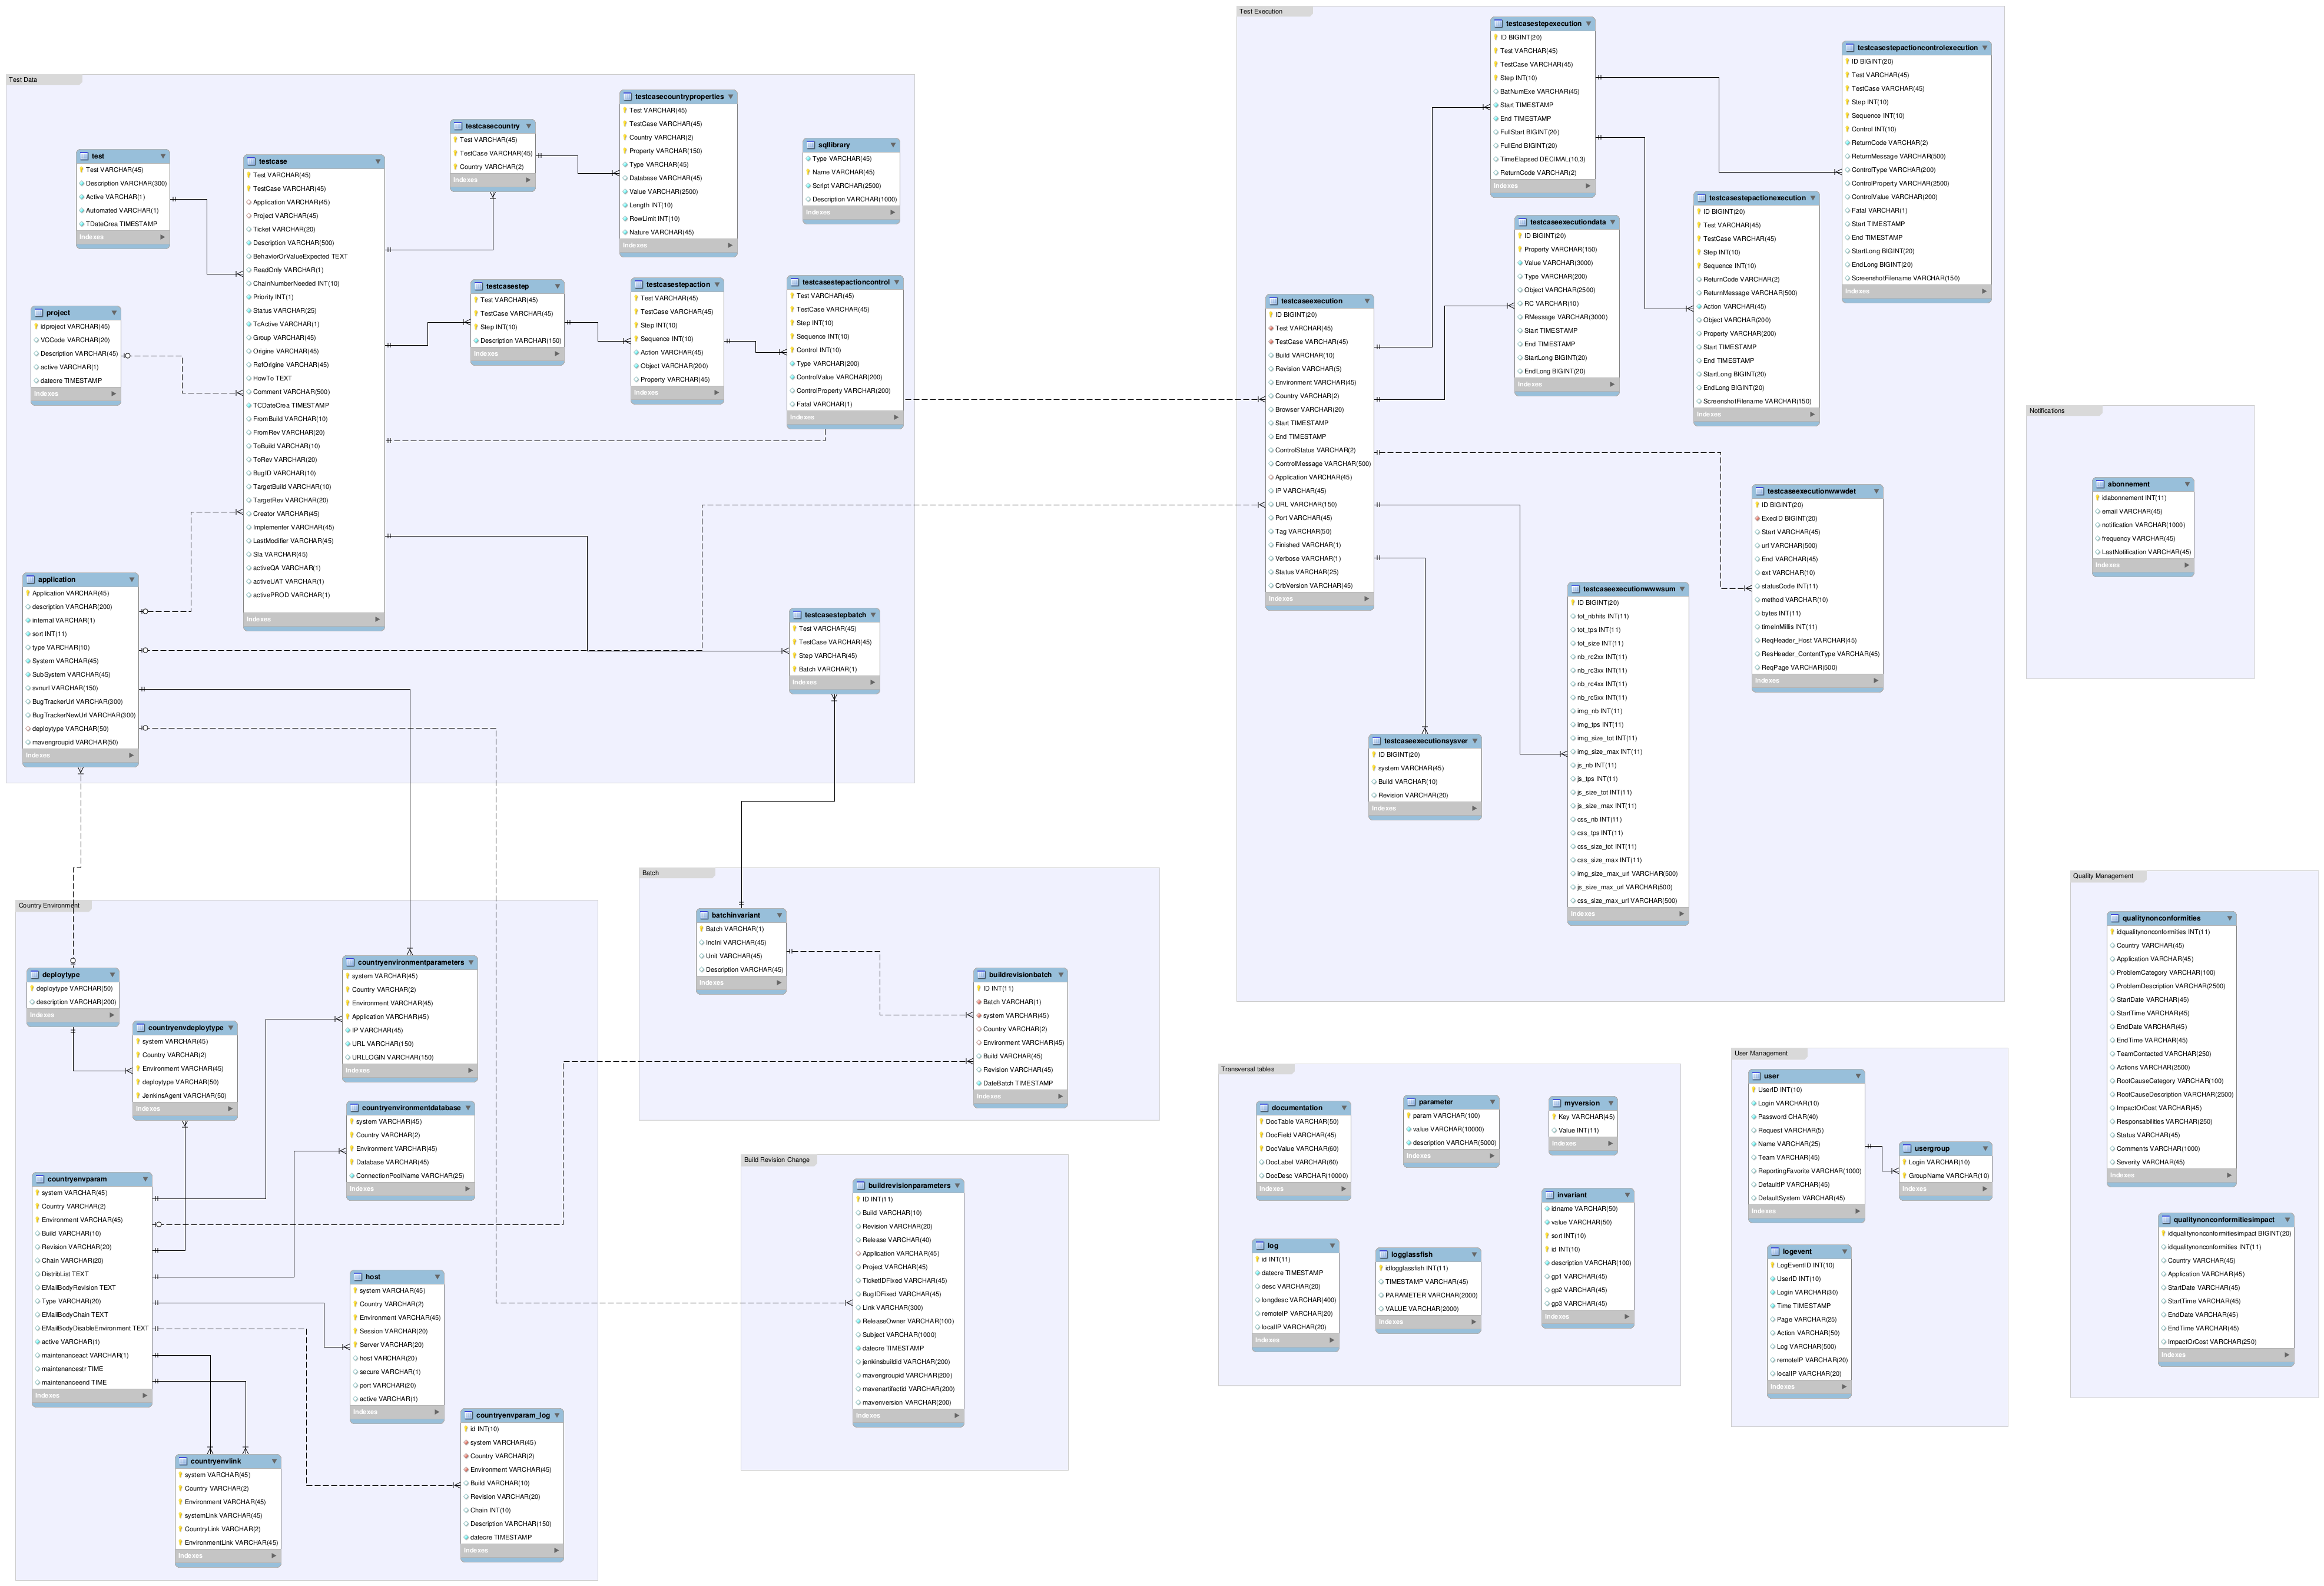 Test Data
test
Test VARCHAR(45)
Description VARCHAR(300)
Active VARCHAR(1)
Automated VARCHAR(1)
TDateCrea TIMESTAMP
Indexes
project
idproject VARCHAR(45)
VCCode VARCHAR(20)
Description VARCHAR(45)
active VARCHAR(1)
datecre TIMESTAMP
Indexes
testcase
Test VARCHAR(45)
TestCase VARCHAR(45)
Application VARCHAR(45)
Project VARCHAR(45)
Ticket VARCHAR(20)
Description VARCHAR(500)
BehaviorOrValueExpected TEXT
ReadOnly VARCHAR(1)
ChainNumberNeeded INT(10)
Priority INT(1)
Status VARCHAR(25)
TcActive VARCHAR(1)
Group VARCHAR(45)
Origine VARCHAR(45)
RefOrigine VARCHAR(45)
HowTo TEXT
Comment VARCHAR(500)
TCDateCrea TIMESTAMP
FromBuild VARCHAR(10)
FromRev VARCHAR(20)
ToBuild VARCHAR(10)
ToRev VARCHAR(20)
BugID VARCHAR(10)
TargetBuild VARCHAR(10)
TargetRev VARCHAR(20)
Creator VARCHAR(45)
Implementer VARCHAR(45)
LastModifier VARCHAR(45)
Sla VARCHAR(45)
activeQA VARCHAR(1)
activeUAT VARCHAR(1)
activePROD VARCHAR(1)
Indexes
testcasecountry
Test VARCHAR(45)
TestCase VARCHAR(45)
Country VARCHAR(2)
Indexes
testcasecountryproperties
Test VARCHAR(45)
TestCase VARCHAR(45)
Country VARCHAR(2)
Property VARCHAR(150)
Type VARCHAR(45)
Database VARCHAR(45)
Value VARCHAR(2500)
Length INT(10)
RowLimit INT(10)
Nature VARCHAR(45)
Indexes
sqllibrary
Type VARCHAR(45)
Name VARCHAR(45)
Script VARCHAR(2500)
Description VARCHAR(1000)
Indexes
testcasestep
Test VARCHAR(45)
TestCase VARCHAR(45)
Step INT(10)
Description VARCHAR(150)
Indexes
testcasestepaction
Test VARCHAR(45)
TestCase VARCHAR(45)
Step INT(10)
Sequence INT(10)
Action VARCHAR(45)
Object VARCHAR(200)
Property VARCHAR(45)
Indexes
testcasestepactioncontrol
Test VARCHAR(45)
TestCase VARCHAR(45)
Step INT(10)
Sequence INT(10)
Control INT(10)
Type VARCHAR(200)
ControlValue VARCHAR(200)
ControlProperty VARCHAR(200)
Fatal VARCHAR(1)
Indexes
application
Application VARCHAR(45)
description VARCHAR(200)
internal VARCHAR(1)
sort INT(11)
type VARCHAR(10)
System VARCHAR(45)
SubSystem VARCHAR(45)
svnurl VARCHAR(150)
BugTrackerUrl VARCHAR(300)
BugTrackerNewUrl VARCHAR(300)
deploytype VARCHAR(50)
mavengroupid VARCHAR(50)
Indexes
testcasestepbatch
Test VARCHAR(45)
TestCase VARCHAR(45)
Step VARCHAR(45)
Batch VARCHAR(1)
Indexes
Test Execution
testcasestepexecution
ID BIGINT(20)
Test VARCHAR(45)
TestCase VARCHAR(45)
Step INT(10)
BatNumExe VARCHAR(45)
Start TIMESTAMP
End TIMESTAMP
FullStart BIGINT(20)
FullEnd BIGINT(20)
TimeElapsed DECIMAL(10,3)
ReturnCode VARCHAR(2)
Indexes
testcasestepactioncontrolexecution
ID BIGINT(20)
Test VARCHAR(45)
TestCase VARCHAR(45)
Step INT(10)
Sequence INT(10)
Control INT(10)
ReturnCode VARCHAR(2)
ReturnMessage VARCHAR(500)
ControlType VARCHAR(200)
ControlProperty VARCHAR(2500)
ControlValue VARCHAR(200)
Fatal VARCHAR(1)
Start TIMESTAMP
End TIMESTAMP
StartLong BIGINT(20)
EndLong BIGINT(20)
ScreenshotFilename VARCHAR(150)
Indexes
testcasestepactionexecution
ID BIGINT(20)
Test VARCHAR(45)
TestCase VARCHAR(45)
Step INT(10)
Sequence INT(10)
ReturnCode VARCHAR(2)
ReturnMessage VARCHAR(500)
Action VARCHAR(45)
Object VARCHAR(200)
Property VARCHAR(200)
Start TIMESTAMP
End TIMESTAMP
StartLong BIGINT(20)
EndLong BIGINT(20)
ScreenshotFilename VARCHAR(150)
Indexes
testcaseexecutiondata
ID BIGINT(20)
Property VARCHAR(150)
Value VARCHAR(3000)
Type VARCHAR(200)
Object VARCHAR(2500)
RC VARCHAR(10)
RMessage VARCHAR(3000)
Start TIMESTAMP
End TIMESTAMP
StartLong BIGINT(20)
EndLong BIGINT(20)
Indexes
testcaseexecution
ID BIGINT(20)
Test VARCHAR(45)
TestCase VARCHAR(45)
Build VARCHAR(10)
Revision VARCHAR(5)
Environment VARCHAR(45)
Country VARCHAR(2)
Browser VARCHAR(20)
Start TIMESTAMP
End TIMESTAMP
ControlStatus VARCHAR(2)
ControlMessage VARCHAR(500)
Application VARCHAR(45)
IP VARCHAR(45)
URL VARCHAR(150)
Port VARCHAR(45)
Tag VARCHAR(50)
Finished VARCHAR(1)
Verbose VARCHAR(1)
Status VARCHAR(25)
CrbVersion VARCHAR(45)
Indexes
testcaseexecutionwwwdet
ID BIGINT(20)
ExecID BIGINT(20)
Start VARCHAR(45)
url VARCHAR(500)
End VARCHAR(45)
ext VARCHAR(10)
statusCode INT(11)
method VARCHAR(10)
bytes INT(11)
timeInMillis INT(11)
ReqHeader_Host VARCHAR(45)
ResHeader_ContentType VARCHAR(45)
ReqPage VARCHAR(500)
Indexes
testcaseexecutionwwwsum
ID BIGINT(20)
tot_nbhits INT(11)
tot_tps INT(11)
tot_size INT(11)
nb_rc2xx INT(11)
nb_rc3xx INT(11)
nb_rc4xx INT(11)
nb_rc5xx INT(11)
img_nb INT(11)
img_tps INT(11)
img_size_tot INT(11)
img_size_max INT(11)
js_nb INT(11)
js_tps INT(11)
js_size_tot INT(11)
js_size_max INT(11)
css_nb INT(11)
css_tps INT(11)
css_size_tot INT(11)
css_size_max INT(11)
img_size_max_url VARCHAR(500)
js_size_max_url VARCHAR(500)
css_size_max_url VARCHAR(500)
Indexes
testcaseexecutionsysver
ID BIGINT(20)
system VARCHAR(45)
Build VARCHAR(10)
Revision VARCHAR(20)
Indexes
Notifications
abonnement
idabonnement INT(11)
email VARCHAR(45)
notification VARCHAR(1000)
frequency VARCHAR(45)
LastNotification VARCHAR(45)
Indexes
Country Environment
deploytype
deploytype VARCHAR(50)
description VARCHAR(200)
Indexes
countryenvdeploytype
system VARCHAR(45)
Country VARCHAR(2)
Environment VARCHAR(45)
deploytype VARCHAR(50)
JenkinsAgent VARCHAR(50)
Indexes
countryenvironmentparameters
system VARCHAR(45)
Country VARCHAR(2)
Environment VARCHAR(45)
Application VARCHAR(45)
IP VARCHAR(45)
URL VARCHAR(150)
URLLOGIN VARCHAR(150)
Indexes
countryenvironmentdatabase
system VARCHAR(45)
Country VARCHAR(2)
Environment VARCHAR(45)
Database VARCHAR(45)
ConnectionPoolName VARCHAR(25)
Indexes
countryenvparam
system VARCHAR(45)
Country VARCHAR(2)
Environment VARCHAR(45)
Build VARCHAR(10)
Revision VARCHAR(20)
Chain VARCHAR(20)
DistribList TEXT
EMailBodyRevision TEXT
Type VARCHAR(20)
EMailBodyChain TEXT
EMailBodyDisableEnvironment TEXT
active VARCHAR(1)
maintenanceact VARCHAR(1)
maintenancestr TIME
maintenanceend TIME
Indexes
host
system VARCHAR(45)
Country VARCHAR(2)
Environment VARCHAR(45)
Session VARCHAR(20)
Server VARCHAR(20)
host VARCHAR(20)
secure VARCHAR(1)
port VARCHAR(20)
active VARCHAR(1)
Indexes
countryenvparam_log
id INT(10)
system VARCHAR(45)
Country VARCHAR(2)
Environment VARCHAR(45)
Build VARCHAR(10)
Revision VARCHAR(20)
Chain INT(10)
Description VARCHAR(150)
datecre TIMESTAMP
Indexes
countryenvlink
system VARCHAR(45)
Country VARCHAR(2)
Environment VARCHAR(45)
systemLink VARCHAR(45)
CountryLink VARCHAR(2)
EnvironmentLink VARCHAR(45)
Indexes
Batch
batchinvariant
Batch VARCHAR(1)
IncIni VARCHAR(45)
Unit VARCHAR(45)
Description VARCHAR(45)
Indexes
buildrevisionbatch
ID INT(11)
Batch VARCHAR(1)
system VARCHAR(45)
Country VARCHAR(2)
Environment VARCHAR(45)
Build VARCHAR(45)
Revision VARCHAR(45)
DateBatch TIMESTAMP
Indexes
Build Revision Change
buildrevisionparameters
ID INT(11)
Build VARCHAR(10)
Revision VARCHAR(20)
Release VARCHAR(40)
Application VARCHAR(45)
Project VARCHAR(45)
TicketIDFixed VARCHAR(45)
BugIDFixed VARCHAR(45)
Link VARCHAR(300)
ReleaseOwner VARCHAR(100)
Subject VARCHAR(1000)
datecre TIMESTAMP
jenkinsbuildid VARCHAR(200)
mavengroupid VARCHAR(200)
mavenartifactid VARCHAR(200)
mavenversion VARCHAR(200)
Indexes
Transversal tables
documentation
DocTable VARCHAR(50)
DocField VARCHAR(45)
DocValue VARCHAR(60)
DocLabel VARCHAR(60)
DocDesc VARCHAR(10000)
Indexes
parameter
param VARCHAR(100)
value VARCHAR(10000)
description VARCHAR(5000)
Indexes
myversion
Key VARCHAR(45)
Value INT(11)
Indexes
log
id INT(11)
datecre TIMESTAMP
desc VARCHAR(20)
longdesc VARCHAR(400)
remoteIP VARCHAR(20)
localIP VARCHAR(20)
Indexes
logglassfish
idlogglassfish INT(11)
TIMESTAMP VARCHAR(45)
PARAMETER VARCHAR(2000)
VALUE VARCHAR(2000)
Indexes
invariant
idname VARCHAR(50)
value VARCHAR(50)
sort INT(10)
id INT(10)
description VARCHAR(100)
gp1 VARCHAR(45)
gp2 VARCHAR(45)
gp3 VARCHAR(45)
Indexes
User Management
user
UserID INT(10)
Login VARCHAR(10)
Password CHAR(40)
Request VARCHAR(5)
Name VARCHAR(25)
Team VARCHAR(45)
ReportingFavorite VARCHAR(1000)
DefaultIP VARCHAR(45)
DefaultSystem VARCHAR(45)
Indexes
usergroup
Login VARCHAR(10)
GroupName VARCHAR(10)
Indexes
logevent
LogEventID INT(10)
UserID INT(10)
Login VARCHAR(30)
Time TIMESTAMP
Page VARCHAR(25)
Action VARCHAR(50)
Log VARCHAR(500)
remoteIP VARCHAR(20)
localIP VARCHAR(20)
Indexes
Quality Management
qualitynonconformities
idqualitynonconformities INT(11)
Country VARCHAR(45)
Application VARCHAR(45)
ProblemCategory VARCHAR(100)
ProblemDescription VARCHAR(2500)
StartDate VARCHAR(45)
StartTime VARCHAR(45)
EndDate VARCHAR(45)
EndTime VARCHAR(45)
TeamContacted VARCHAR(250)
Actions VARCHAR(2500)
RootCauseCategory VARCHAR(100)
RootCauseDescription VARCHAR(2500)
ImpactOrCost VARCHAR(45)
Responsabilities VARCHAR(250)
Status VARCHAR(45)
Comments VARCHAR(1000)
Severity VARCHAR(45)
Indexes
qualitynonconformitiesimpact
idqualitynonconformitiesimpact BIGINT(20)
idqualitynonconformities INT(11)
Country VARCHAR(45)
Application VARCHAR(45)
StartDate VARCHAR(45)
StartTime VARCHAR(45)
EndDate VARCHAR(45)
EndTime VARCHAR(45)
ImpactOrCost VARCHAR(250)
Indexes